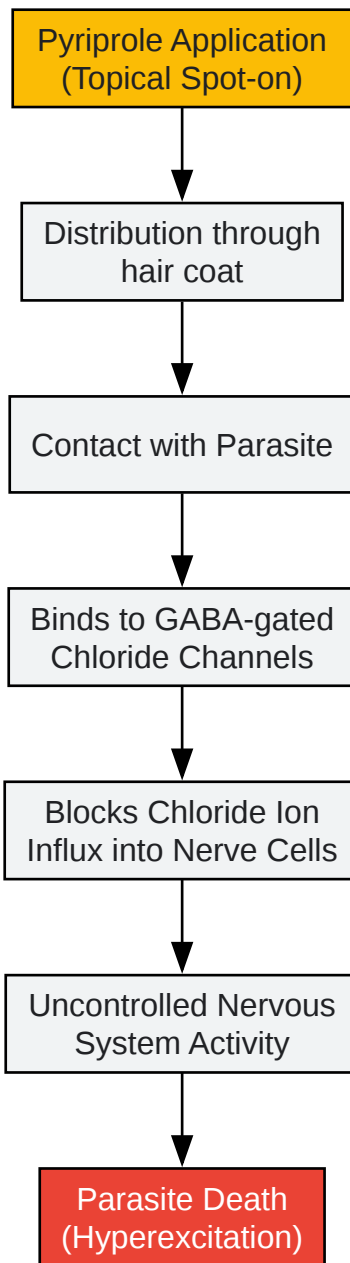 Pyriprole Application
(Topical Spot-on)
Distribution through
hair coat
Contact with Parasite
Binds to GABA-gated
Chloride Channels
Blocks Chloride Ion
Influx into Nerve Cells
Uncontrolled Nervous
System Activity
Parasite Death
(Hyperexcitation)